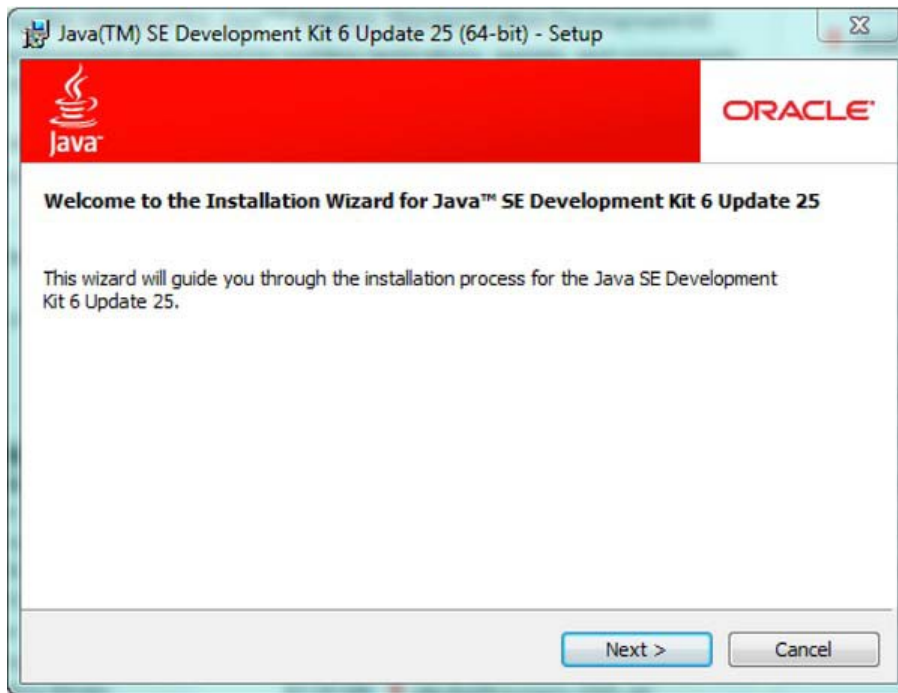 Java(TM) SE Development Kit 6 Update 25 (64-bit) - Setup
Java™
ORACLE®
Welcome to the Installation Wizard for Java™ SE Development Kit 6 Update 25
This wizard will guide you through the installation process for the Java SE Development
Kit 6 Update 25.
Next >
Cancel